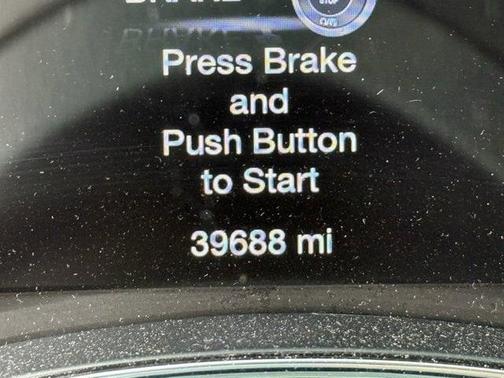 Press Brake
and
Push Button
to Start
39688 mi